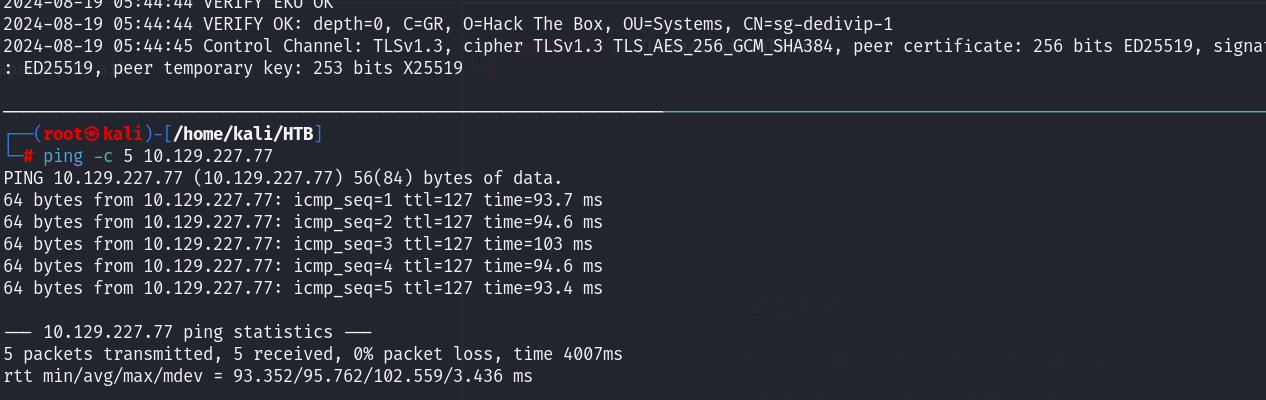 2024-08-19 05:44:44 VERIFY EKU OK
2024-08-19 05:44:44 VERIFY OK: depth=0, C=GR, O=Hack The Box, OU=Systems, CN=sg-dedivip-1
2024-08-19 05:44:45 Control Channel: TLSv1.3, cipher TLSv1.3 TLS_AES_256_GCM_SHA384, peer certificate: 256 bits ED25519, signat
: ED25519, peer temporary key: 253 bits X25519
┌──(root㉿kali)-[/home/kali/HTB]
└─# ping -c 5 10.129.227.77
PING 10.129.227.77 (10.129.227.77) 56(84) bytes of data.
64 bytes from 10.129.227.77: icmp_seq=1 ttl=127 time=93.7 ms
64 bytes from 10.129.227.77: icmp_seq=2 ttl=127 time=94.6 ms
64 bytes from 10.129.227.77: icmp_seq=3 ttl=127 time=103 ms
64 bytes from 10.129.227.77: icmp_seq=4 ttl=127 time=94.6 ms
64 bytes from 10.129.227.77: icmp_seq=5 ttl=127 time=93.4 ms
--- 10.129.227.77 ping statistics ---
5 packets transmitted, 5 received, 0% packet loss, time 4007ms
rtt min/avg/max/mdev = 93.352/95.762/102.559/3.436 ms